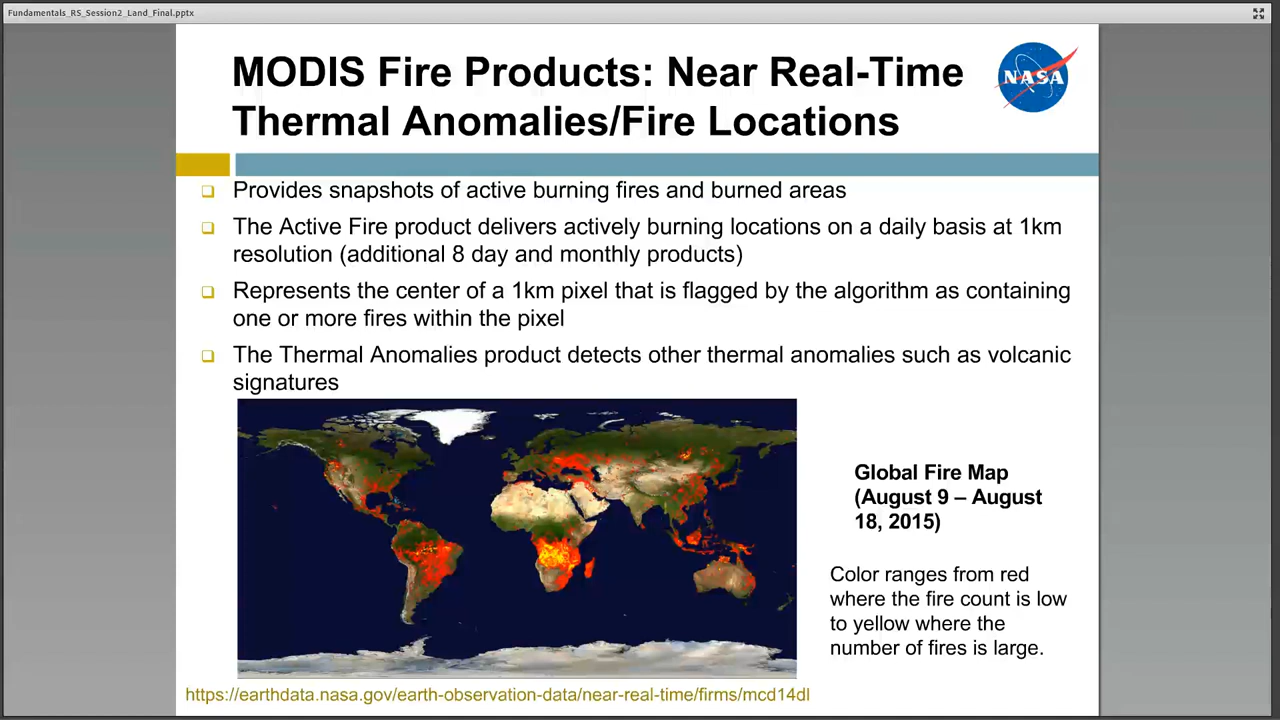 Fundamentals_RS_Session2_Land_Final.pptx
MODIS Fire Products: Near Real-Time
Thermal Anomalies/Fire Locations
NASA
Provides snapshots of active burning fires and burned areas
The Active Fire product delivers actively burning locations on a daily basis at 1km
resolution (additional 8 day and monthly products)
Represents the center of a 1km pixel that is flagged by the algorithm as containing
one or more fires within the pixel
The Thermal Anomalies product detects other thermal anomalies such as volcanic
signatures
Global Fire Map
(August 9 – August
18, 2015)
Color ranges from red
where the fire count is low
to yellow where the
number of fires is large.
https://earthdata.nasa.gov/earth-observation-data/near-real-time/firms/mcd14dl